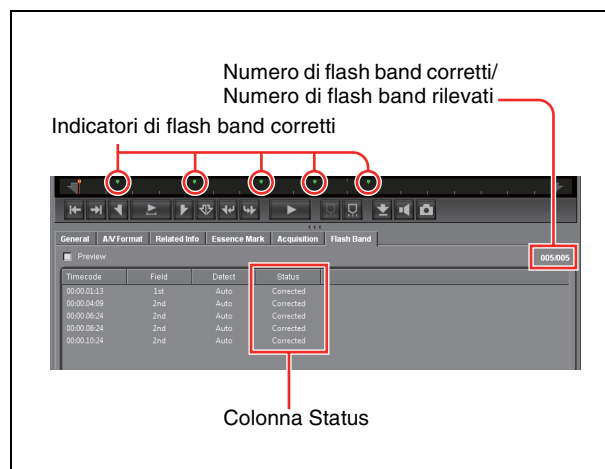 Numero di flash band corretti/
Numero di flash band rilevati
Indicatori di flash band corretti
General A/V Format Related Info Essence Mark Acquisition Flash Band
Preview 005/005
Timecode Field Detect Status
00:00.01:13 1st Auto Corrected
00:00.04:09 2nd Auto Corrected
00:00.06:24 2nd Auto Corrected
00:00.08:24 2nd Auto Corrected
00:00.10:24 2nd Auto Corrected
Colonna Status